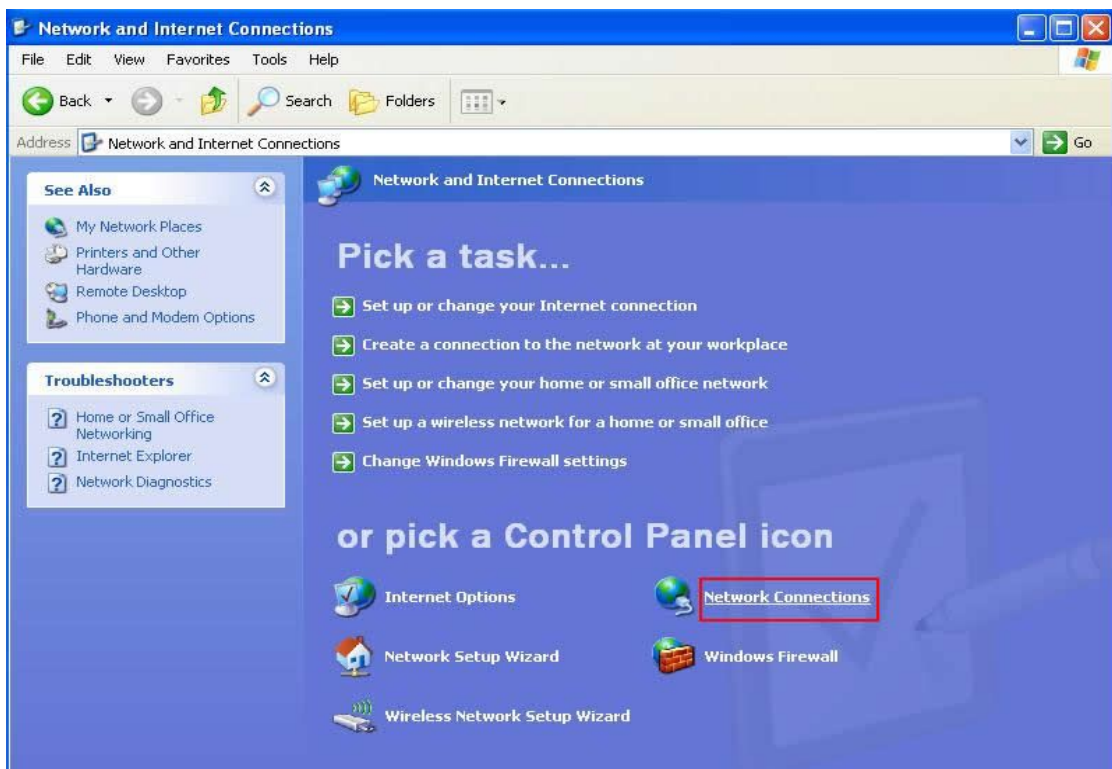 Network and Internet Connections
File Edit View Favorites Tools Help
Back Search Folders
Address Network and Internet Connections Go
See Also
My Network Places
Printers and Other
Hardware
Remote Desktop
Phone and Modem Options
Troubleshooters
Home or Small Office
Networking
Internet Explorer
Network Diagnostics
Network and Internet Connections
Pick a task...
Set up or change your Internet connection
Create a connection to the network at your workplace
Set up or change your home or small office network
Set up a wireless network for a home or small office
Change Windows Firewall settings
or pick a Control Panel icon
Internet Options
Network Connections
Network Setup Wizard
Windows Firewall
Wireless Network Setup Wizard